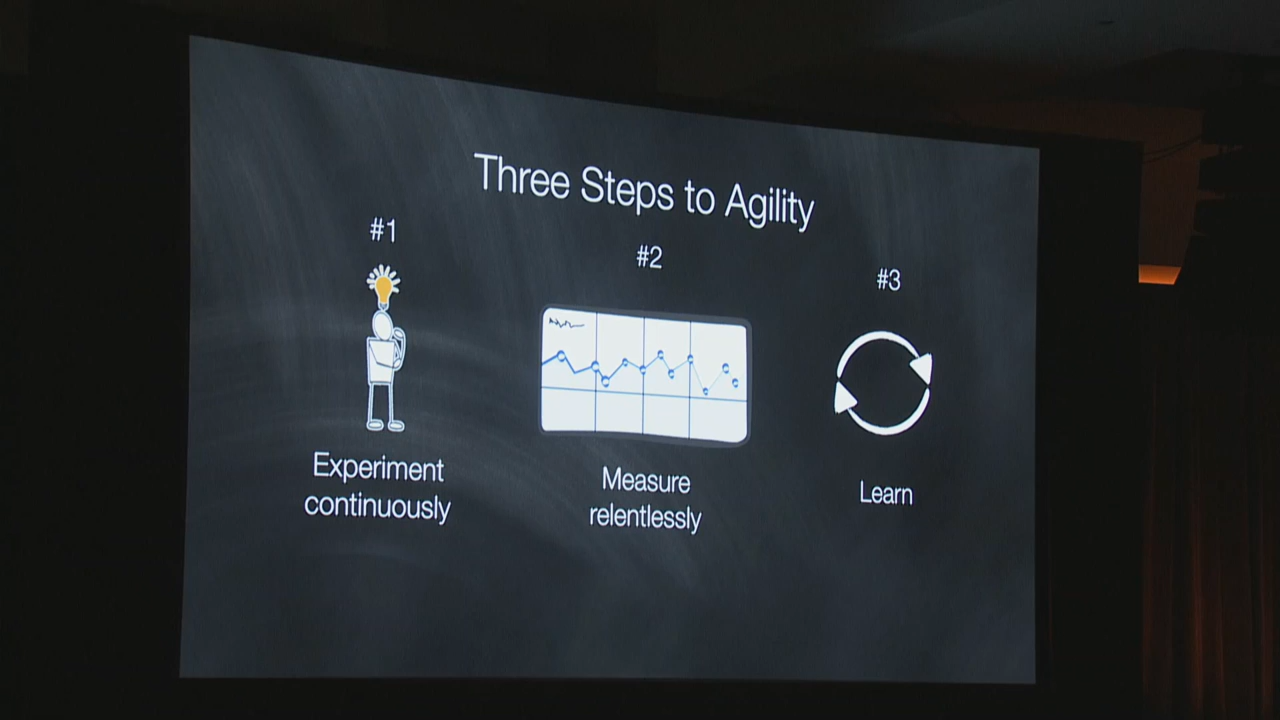 Three Steps to Agility
#1
#2
#3
Experiment
continuously
Measure
relentlessly
Learn